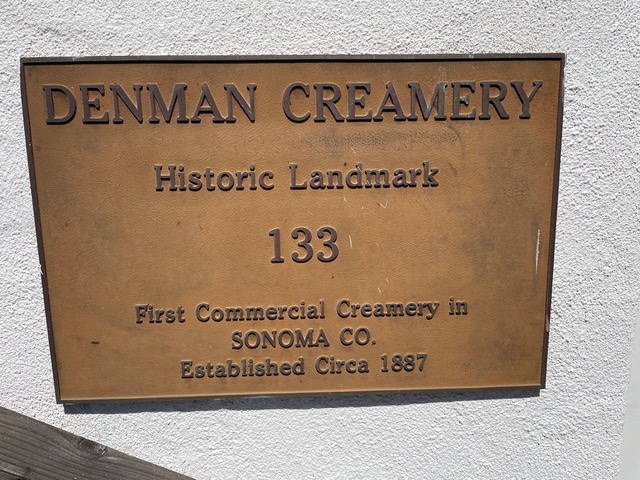 DENMAN CREAMERY
Historic Landmark
133
First Commercial Creamery in
SONOMA CO.
Established Circa 1887